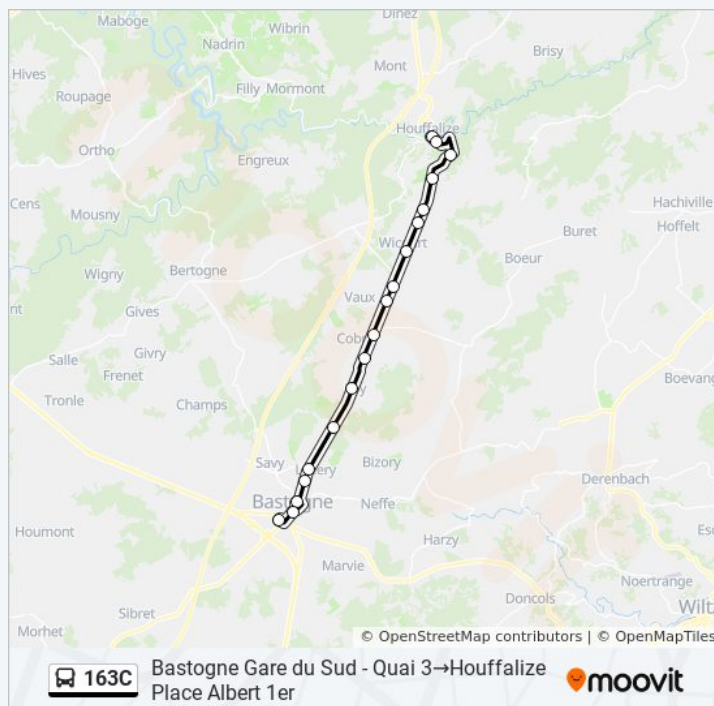 Dinez
Maboge
Wibrin
Nadrin
Brisy
Hives
Mont
Filly Mormont
Roupage
Houffalize
Ortho
Engreux
Cens
Hachiville
Mousny
Hoffelt
Buret
Wicourt
Boeur
Wigny
Bertogne
Vaux
Gives
Cobru
Givry
Salle
Frenet
Boevang
Tronle
Champs
Savy
Bizory
Derenbach
Bastogne
Neffe
Houmont
Harzy
Marvie
Noertrange
Doncols
Sibret
Wiltz
Morhet
© OpenStreetMap contributors | © OpenMapTiles
163C
Bastogne Gare du Sud - Quai 3→Houffalize
Place Albert 1er
moovit